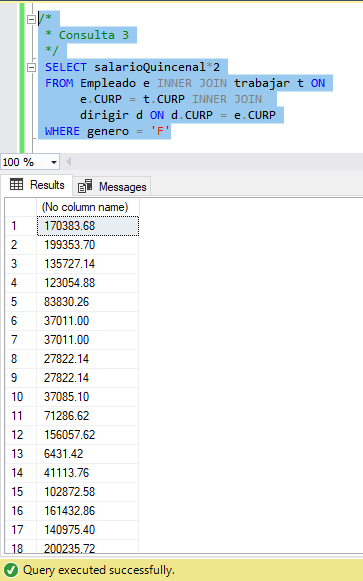 /*
 * Consulta 3
 */
SELECT salarioQuincenal*2
FROM Empleado e INNER JOIN trabajar t ON
e.CURP = t.CURP INNER JOIN
dirigir d ON d.CURP = e.CURP
WHERE genero = 'F'
100 %
Results Messages
(No column name)
1 170383.68
2 199353.70
3 135727.14
4 123054.88
5 83830.26
6 37011.00
7 37011.00
8 27822.14
9 27822.14
10 37085.10
11 71286.62
12 156057.62
13 6431.42
14 41113.76
15 102872.58
16 161432.86
17 140975.40
18 200235.72
Query executed successfully.